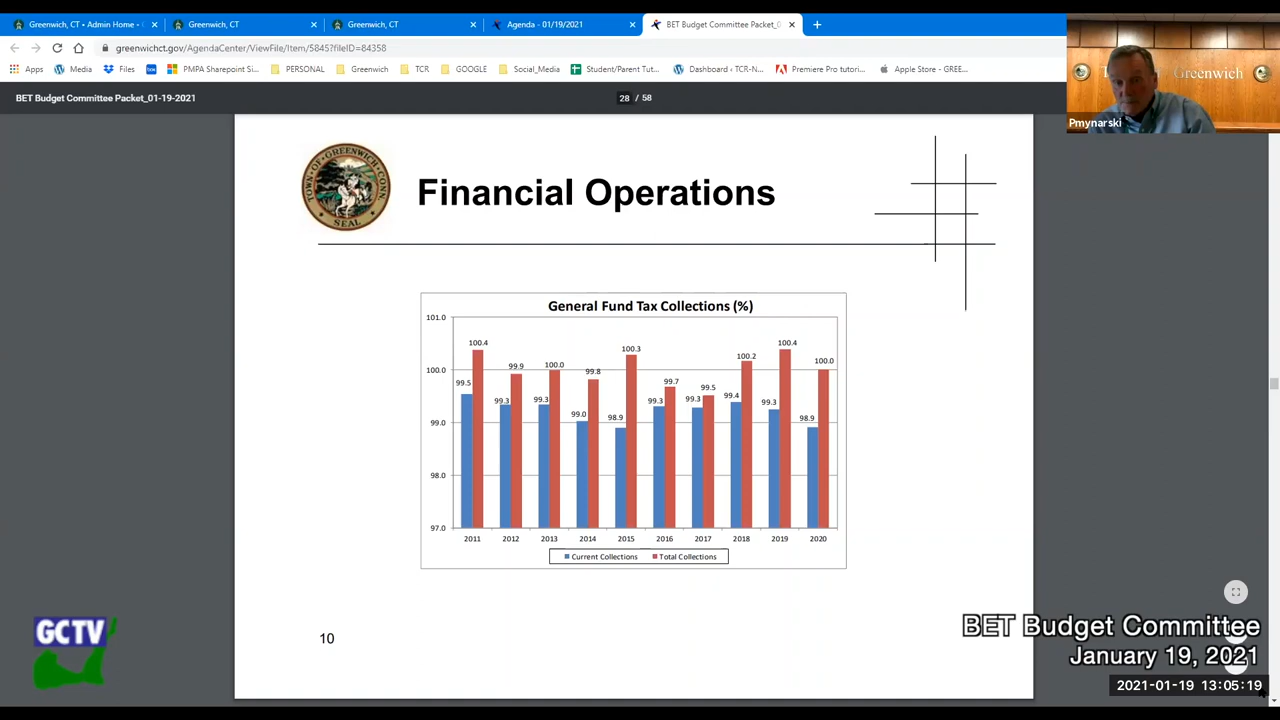 Greenwich, CT • Admin Home •
Greenwich, CT
Greenwich, CT
Agenda - 01/19/2021
BET Budget Committee Packet_0
greenwichct.gov/AgendaCenter/ViewFile/Item/5845?fileID=84358
Apps
Media
Files
PMPA Sharepoint Si...
PERSONAL
Greenwich
TCR
GOOGLE
Social_Media
Student/Parent Tut...
Dashboard ‹ TCR-N...
Premiere Pro tutori...
Apple Store - GREE...
BET Budget Committee Packet_01-19-2021
28 / 58
Greenwich
Pmynarski
TOWN OF GREENWICH CONN.
SEAL
Financial Operations
General Fund Tax Collections (%)
101.0
100.0
99.0
98.0
97.0
99.5 100.4
99.3 99.9
99.3 100.0
99.0 99.8
98.9 100.3
99.3 99.7
99.3 99.5
99.4 100.2
99.3 100.4
98.9 100.0
2011 2012 2013 2014 2015 2016 2017 2018 2019 2020
Current Collections Total Collections
10
GCTV
BET Budget Committee
January 19, 2021
2021-01-19 13:05:19